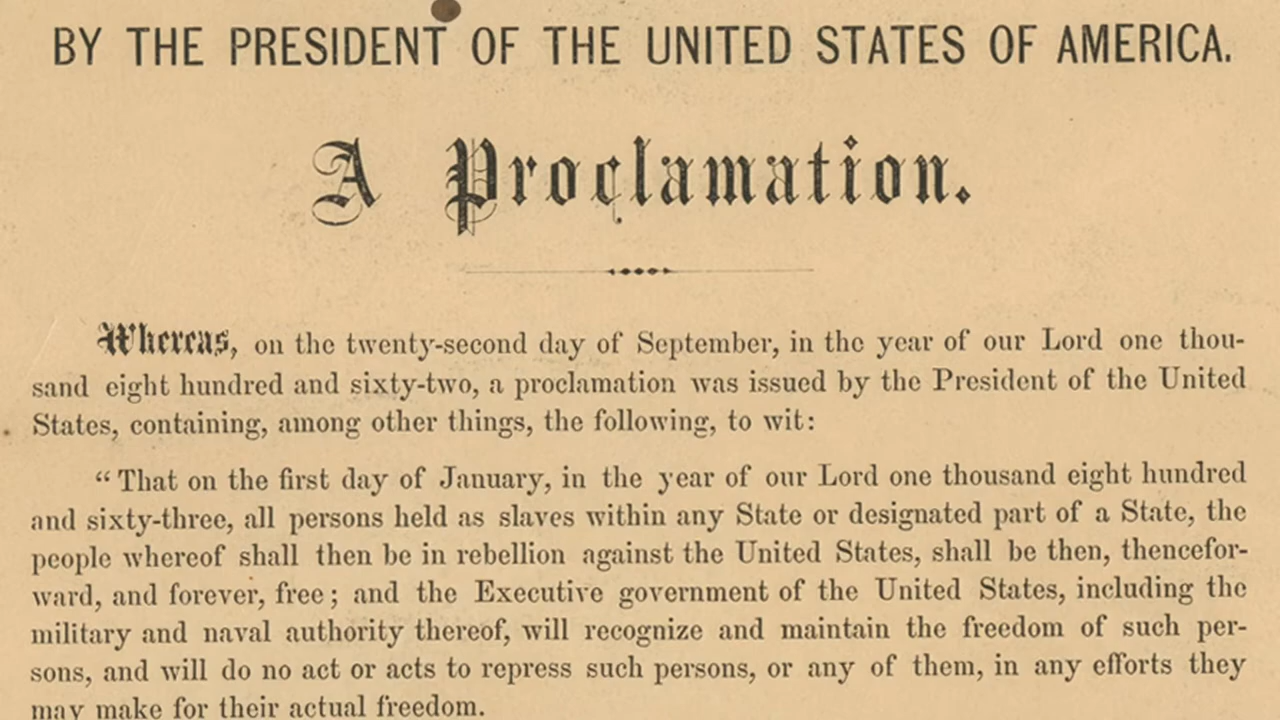 BY THE PRESIDENT OF THE UNITED STATES OF AMERICA.
A Proclamation.
Whereas, on the twenty-second day of September, in the year of our Lord one thou-
sand eight hundred and sixty-two, a proclamation was issued by the President of the United
States, containing, among other things, the following, to wit:
“ That on the first day of January, in the year of our Lord one thousand eight hundred
and sixty-three, all persons held as slaves within any State or designated part of a State, the
people whereof shall then be in rebellion against the United States, shall be then, thencefor-
ward, and forever, free ; and the Executive government of the United States, including the
military and naval authority thereof, will recognize and maintain the freedom of such per-
sons, and will do no act or acts to repress such persons, or any of them, in any efforts they
may make for their actual freedom.